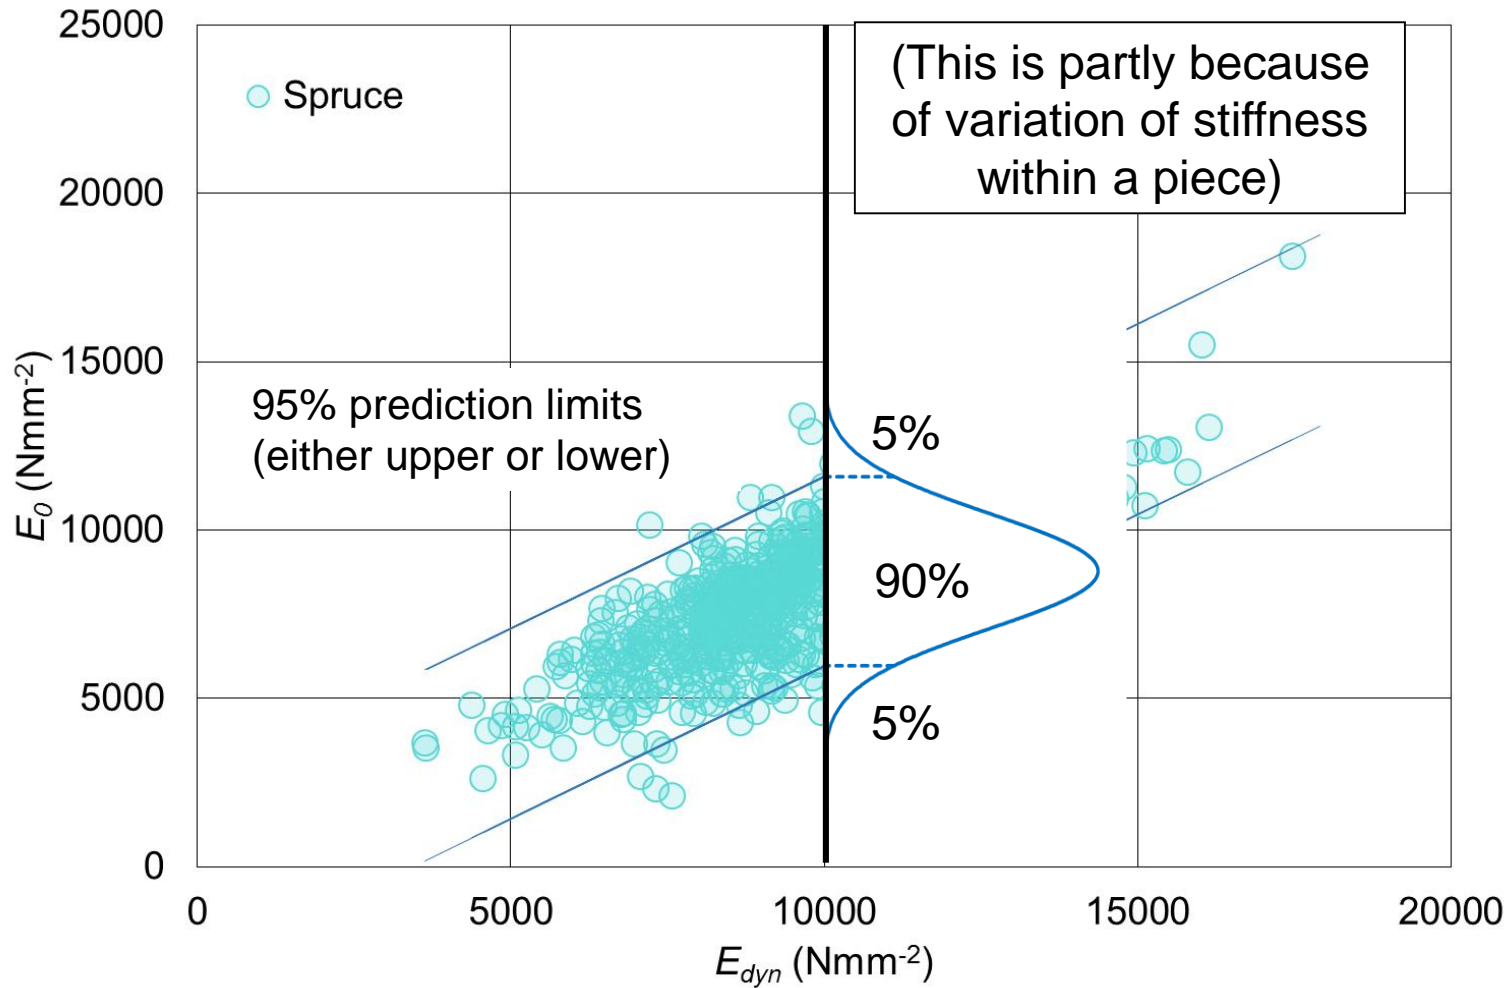 25000
20000
15000
10000
5000
0
E0 (Nmm-2)
Spruce
(This is partly because
of variation of stiffness
within a piece)
95% prediction limits
(either upper or lower)
5%
90%
5%
0
5000
10000
15000
20000
Edyn (Nmm-2)